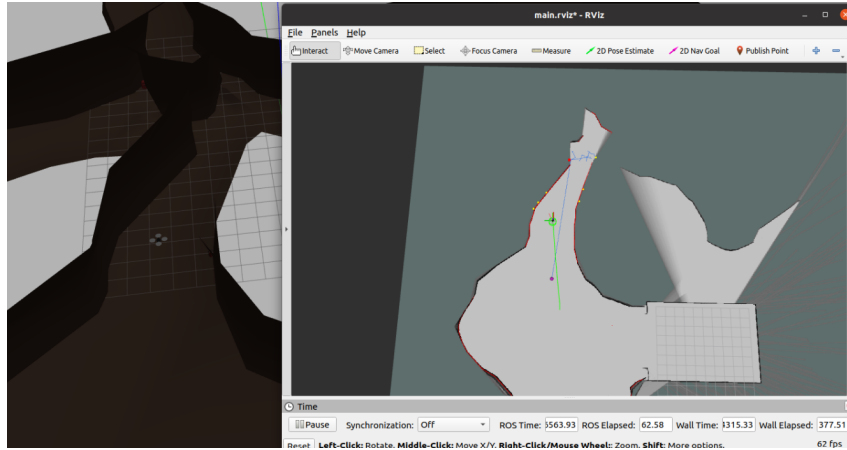 main.rviz* - RViz
File Panels Help
Interact Move Camera Select Focus Camera Measure 2D Pose Estimate 2D Nav Goal Publish Point
Time
Pause Synchronization: Off ROS Time: 5563.93 ROS Elapsed: 62.58 Wall Time: 4315.33 Wall Elapsed: 377.51
Reset Left-Click: Rotate. Middle-Click: Move X/Y. Right-Click/Mouse Wheel:: Zoom. Shift: More options. 62 fps